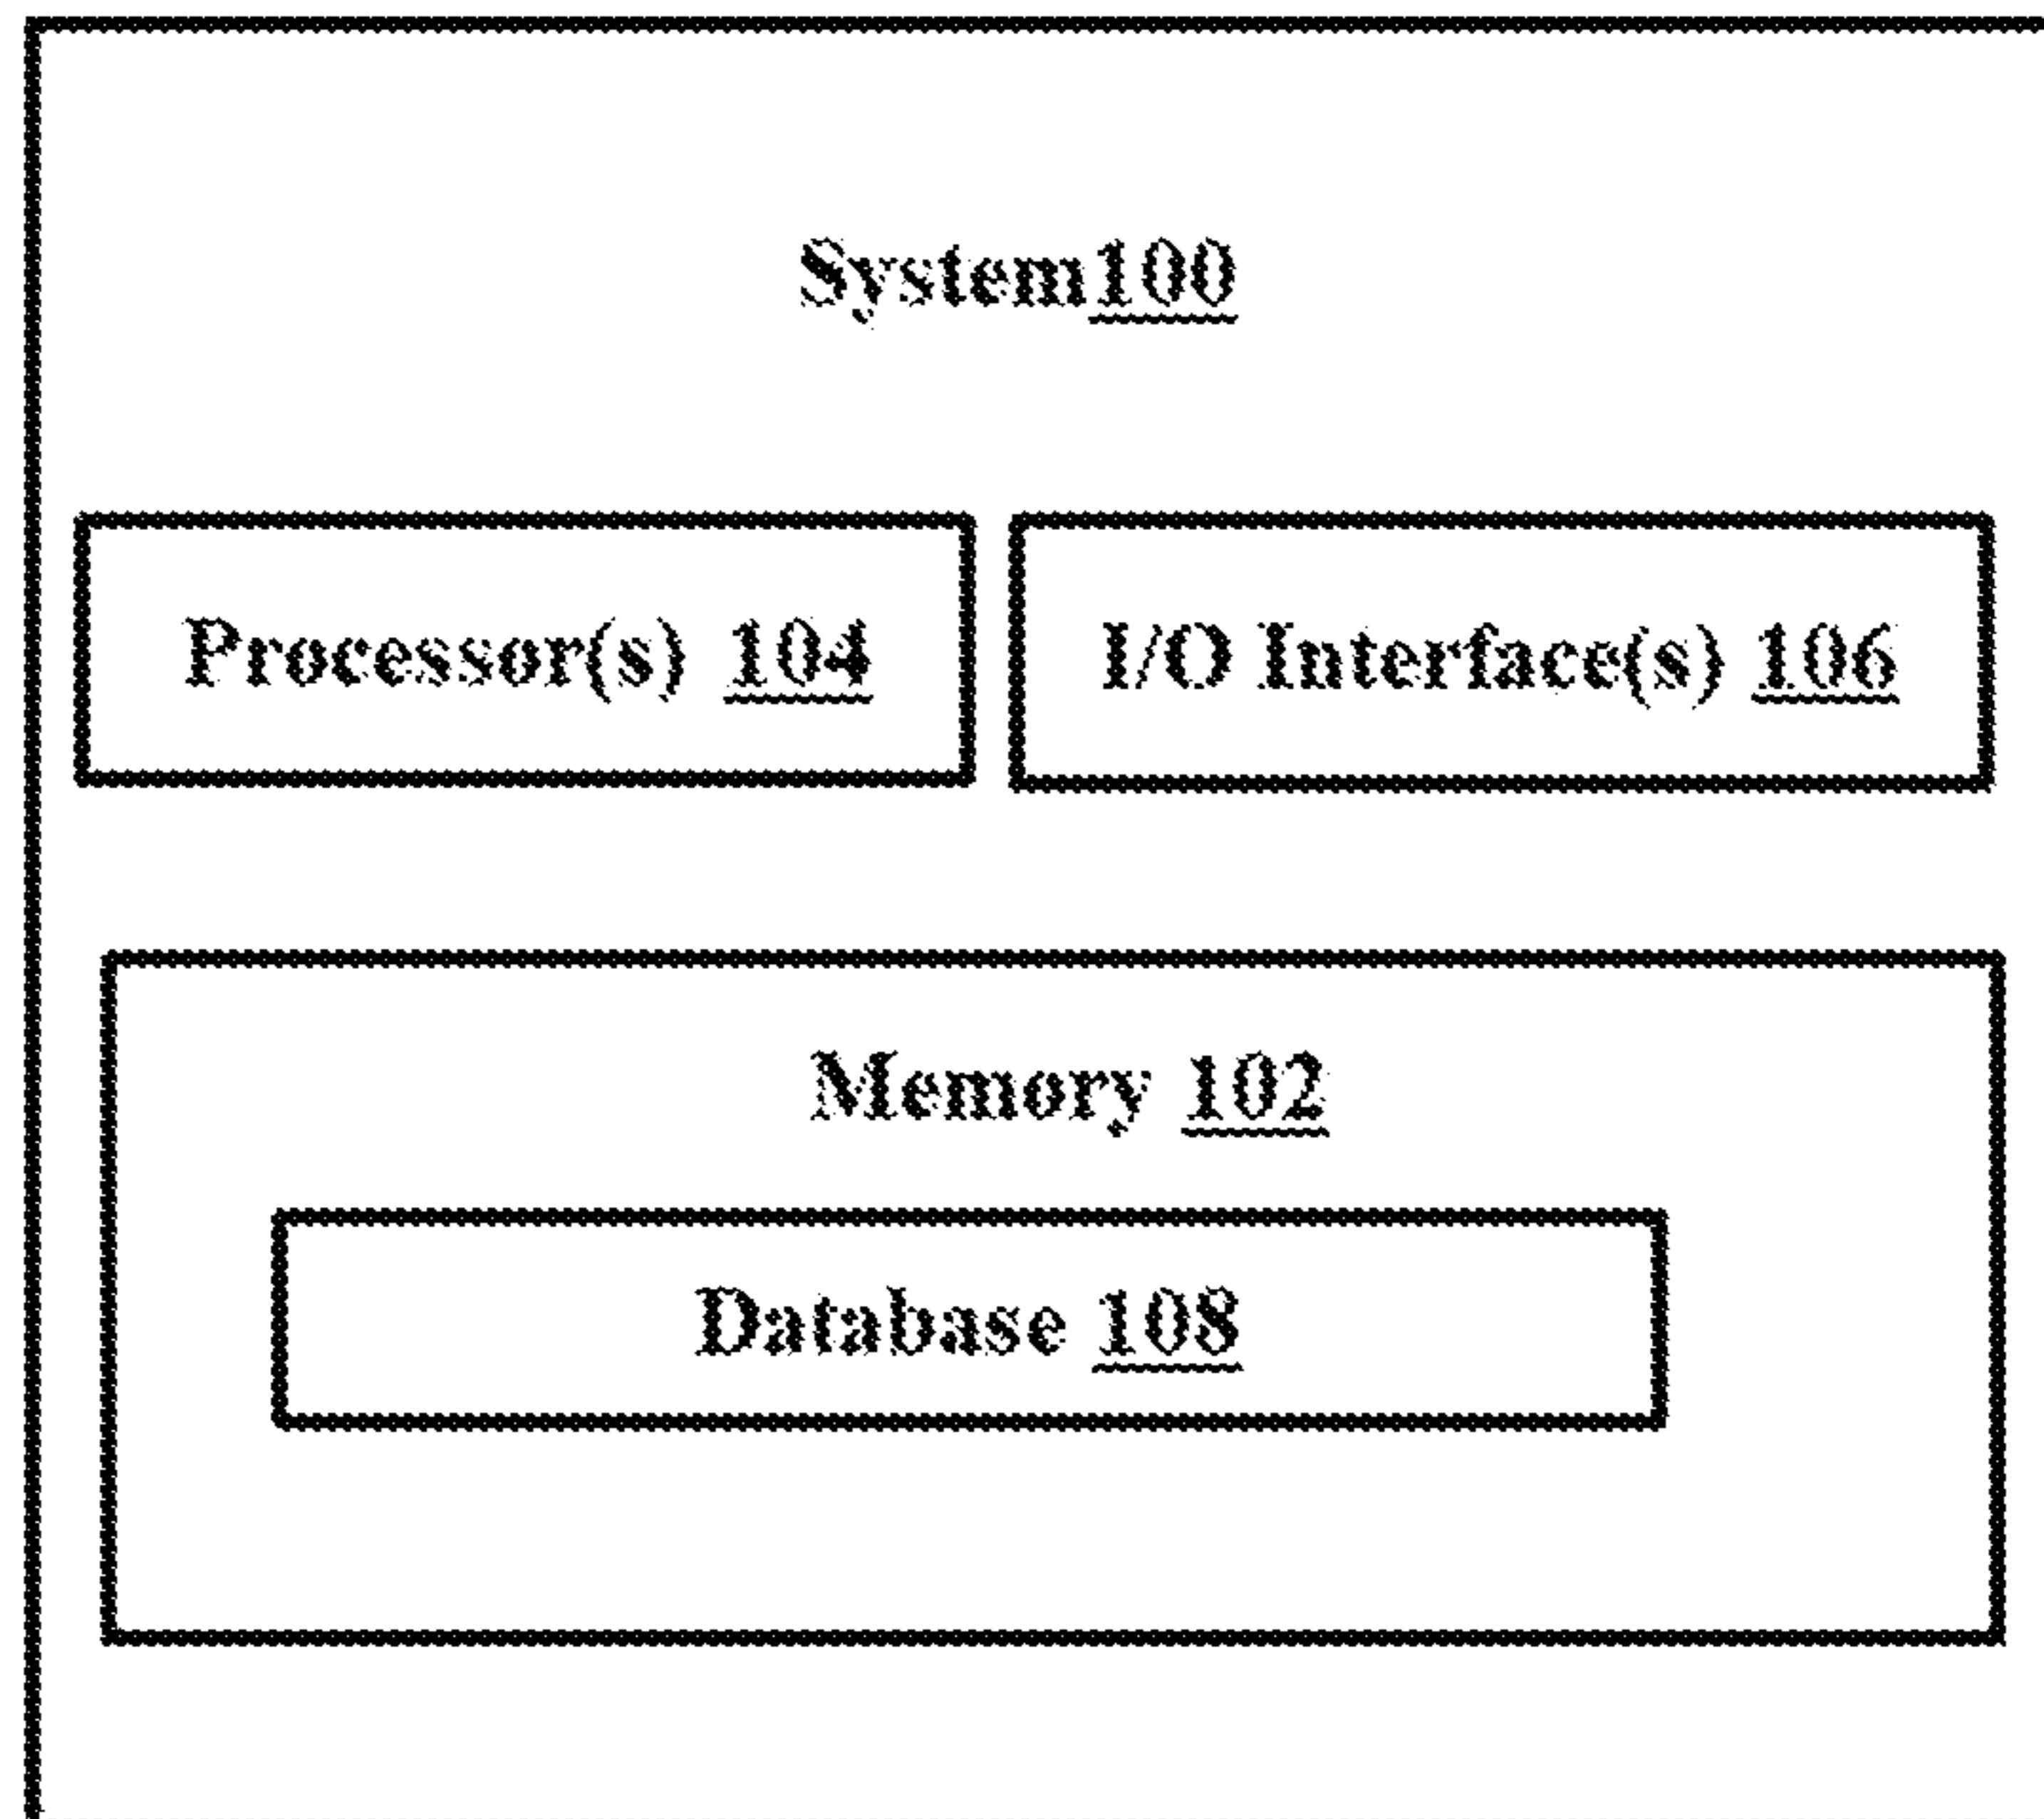 System100
Processor(s) 104
I/O Interface(s) 106
Memory 102
Database 108